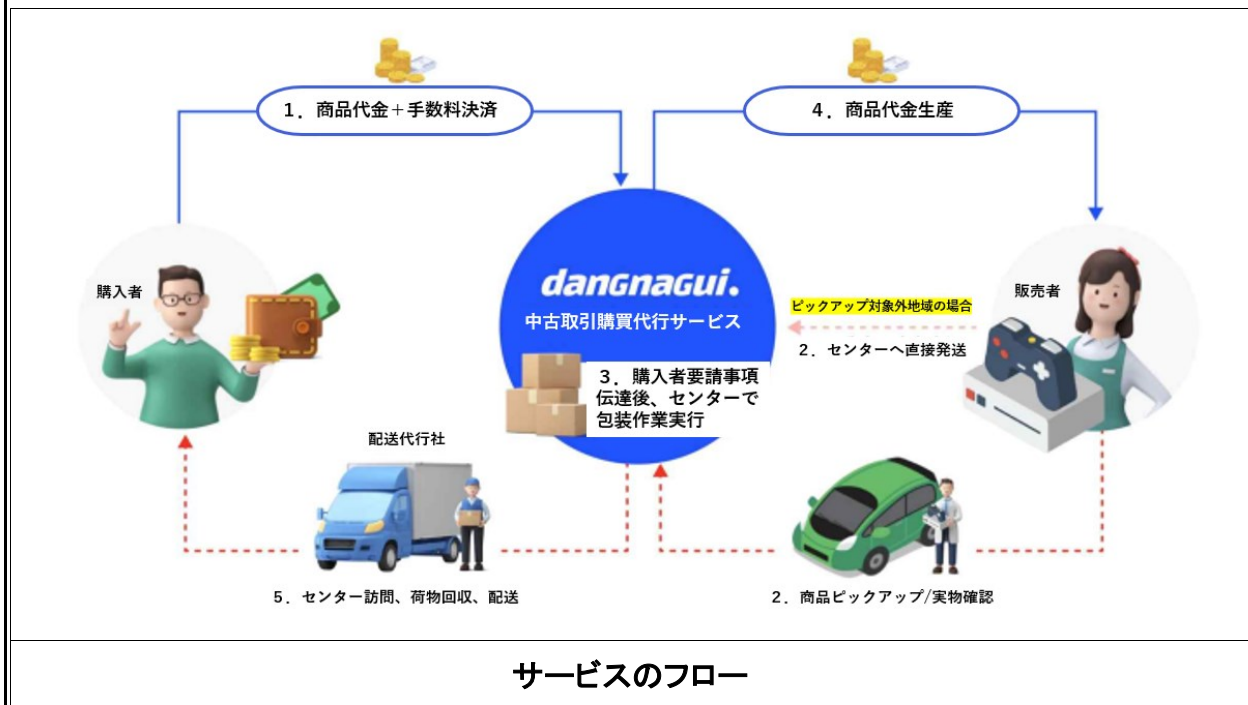 1．商品代金＋手数料決済
4．商品代金生産
購入者
dangnagui.
中古取引購買代行サービス
ピックアップ対象外地域の場合
2．センターへ直接発送
販売者
3．購入者要請事項
伝達後、センターで
包装作業実行
配送代行社
5．センター訪問、荷物回収、配送
2．商品ピックアップ/実物確認
サービスのフロー